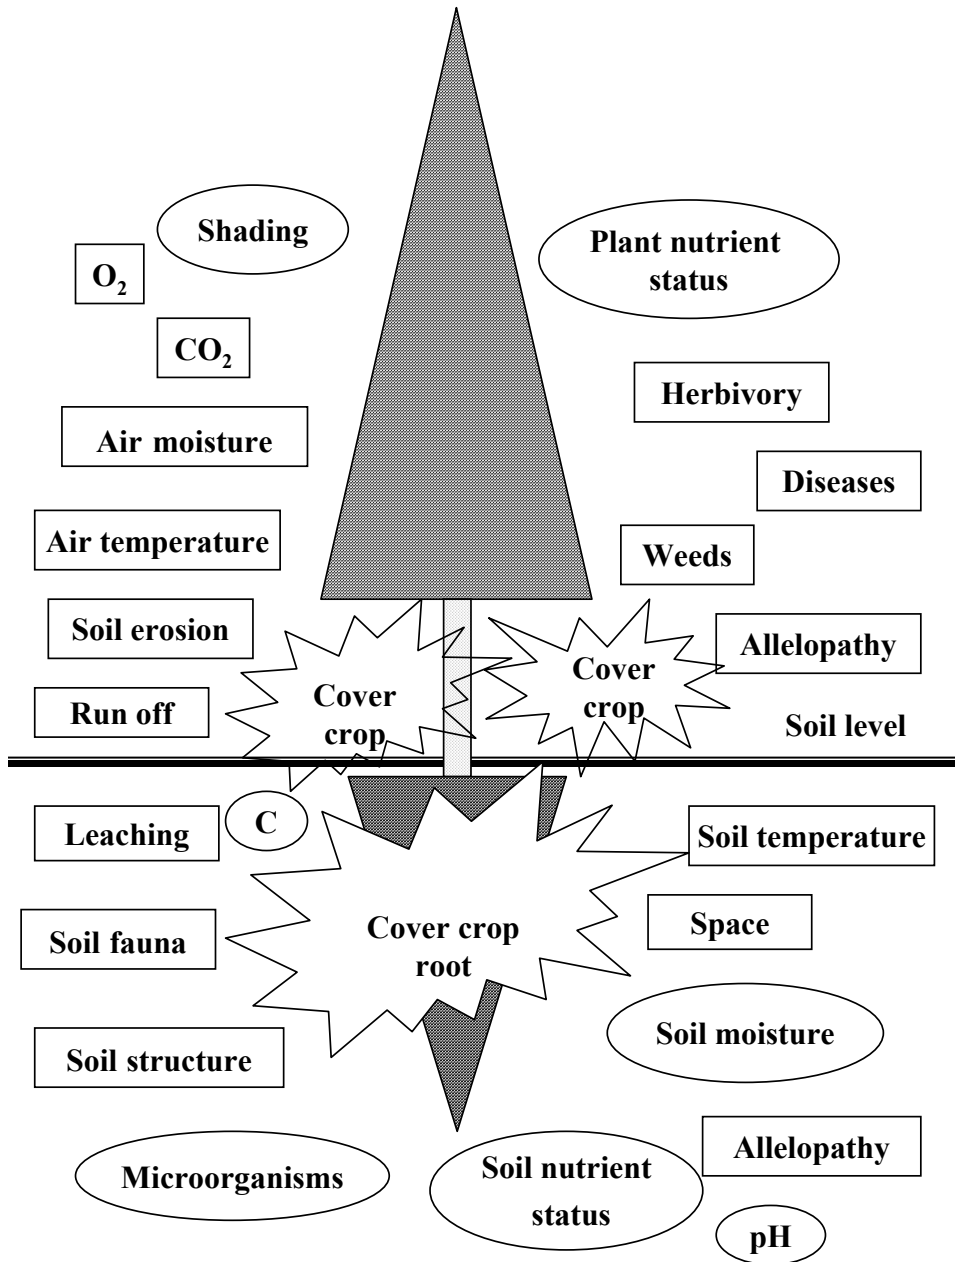 Shading
Plant nutrient
status
O₂
CO₂
Herbivory
Air moisture
Diseases
Air temperature
Weeds
Soil erosion
Allelopathy
Cover
crop
Cover
crop
Run off
Soil level
Leaching
C
Soil temperature
Soil fauna
Cover crop
root
Space
Soil structure
Soil moisture
Microorganisms
Soil nutrient
status
Allelopathy
pH